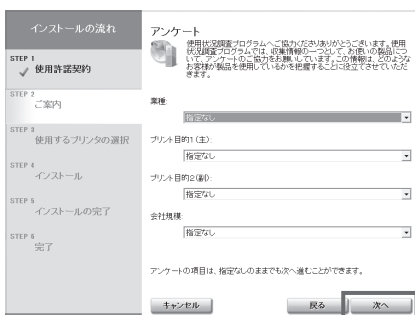 インストールの流れ
STEP 1
使用許諾契約
STEP 2
ご案内
STEP 3
使用するプリンタの選択
STEP 4
インストール
STEP 5
インストールの完了
STEP 6
完了
アンケート
使用状況調査プログラムへご協力くださりありがとうございます。使用
状況調査プログラムでは、収集情報の一つとして、お使いの製品につ
いて、アンケートのご協力をお願いしています。この情報は、どのような
お客様が製品を使用しているかを把握することに役立てさせていただ
きます。
業種:
指定なし
プリント目的1(主):
指定なし
プリント目的2(副):
指定なし
会社規模:
指定なし
アンケートの項目は、指定なしのままでも次へ進むことができます。
キャンセル
戻る
次へ